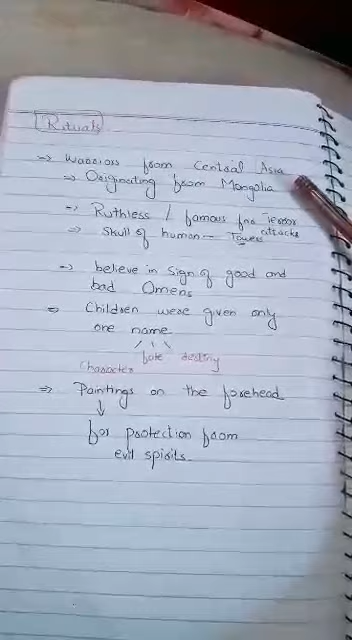 Rituals
⇒ Warriors from Central Asia
⇒ Originating from Mongolia
⇒ Ruthless / famous for Terror
attacks
⇒ Skull of human - Tower
⇒ believe in sign of good and
bad Omens
⇒ Children were given only
one name
Character fate destiny
⇒ Paintings on the forehead
↓
for protection from
evil spirits